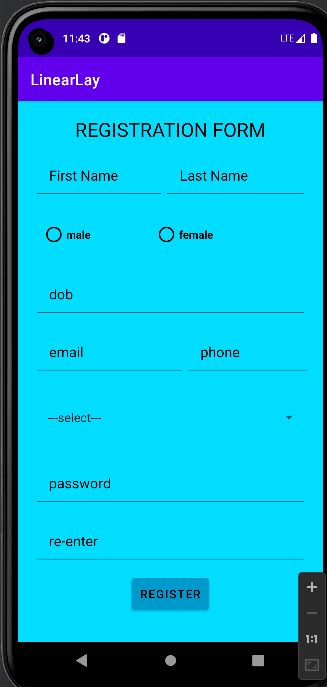 11:43 LTE
LinearLay
REGISTRATION FORM
First Name Last Name
male female
dob
email phone
---select---
password
re-enter
REGISTER
1:1